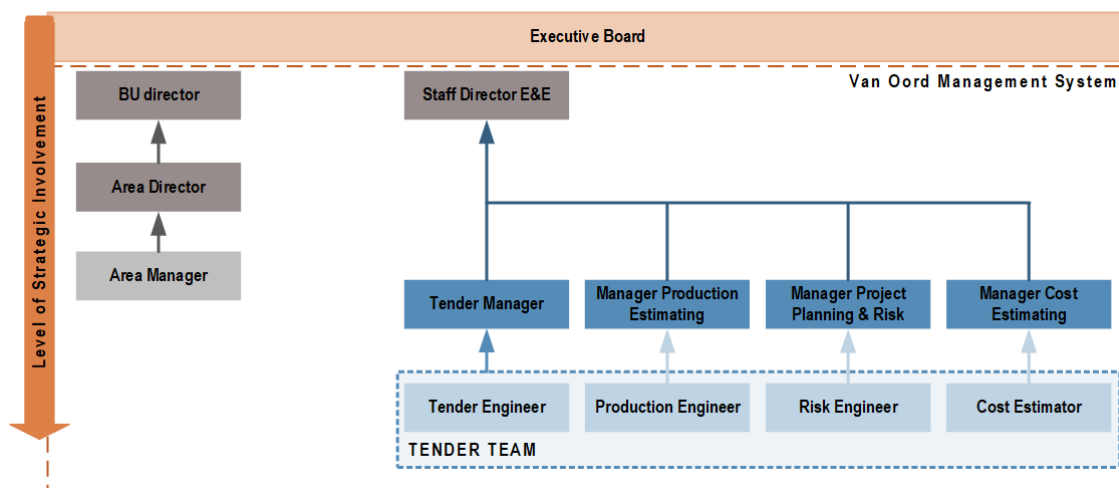 Executive Board
Van Oord Management System
BU director
Staff Director E&E
Area Director
Area Manager
Level of Strategic Involvement
Tender Manager
Manager Production
Estimating
Manager Project
Planning & Risk
Manager Cost
Estimating
Tender Engineer
Production Engineer
Risk Engineer
Cost Estimator
TENDER TEAM